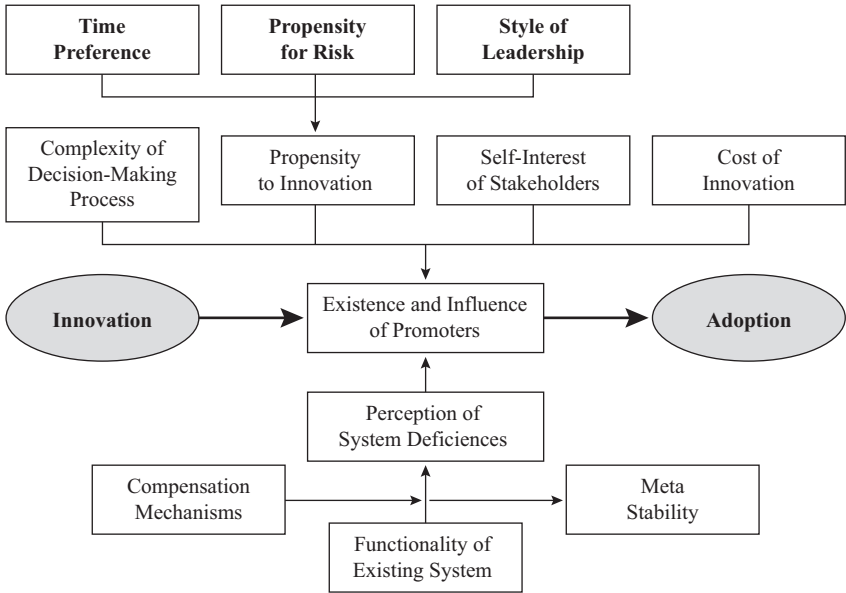 Time
Preference
Propensity
for Risk
Style of
Leadership
Complexity of
Decision-Making
Process
Propensity
to Innovation
Self-Interest
of Stakeholders
Cost of
Innovation
Innovation
Existence and Influence
of Promoters
Adoption
Perception of
System Deficiences
Compensation
Mechanisms
Meta
Stability
Functionality of
Existing System